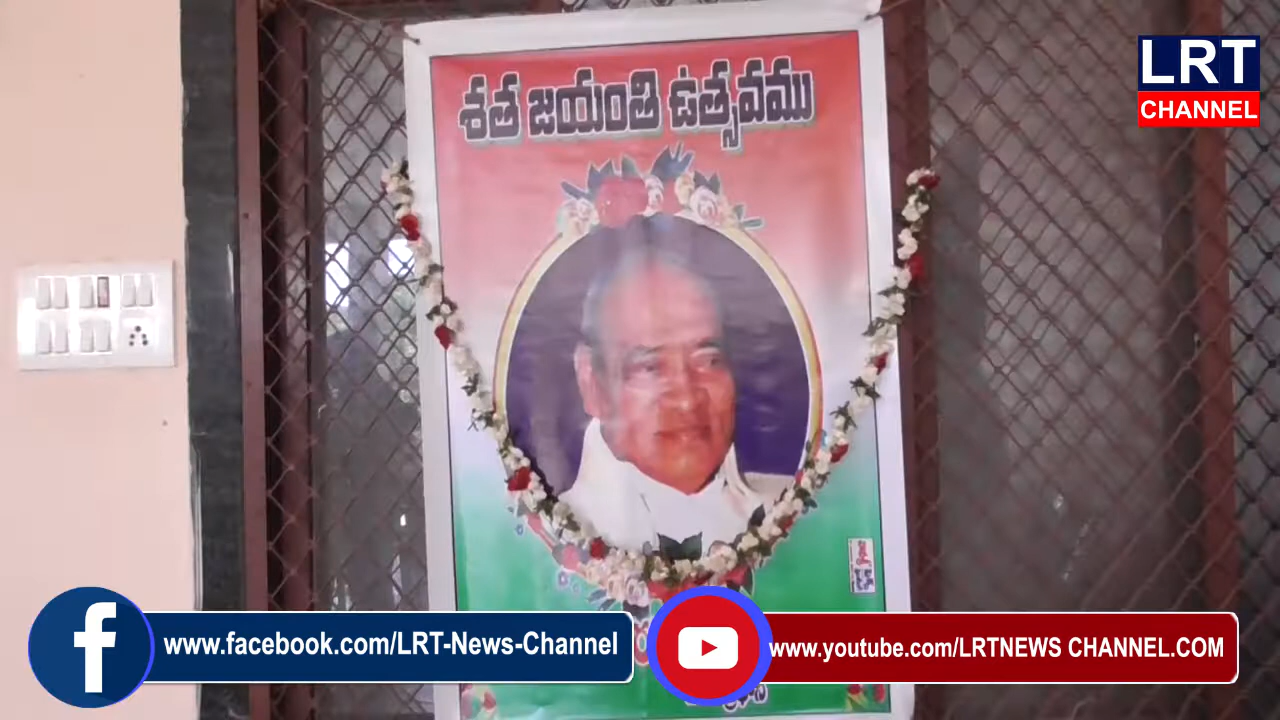 శత జయంతి ఉత్సవము
LRT
CHANNEL
www.facebook.com/LRT-News-Channel
www.youtube.com/LRTNEWS CHANNEL.COM